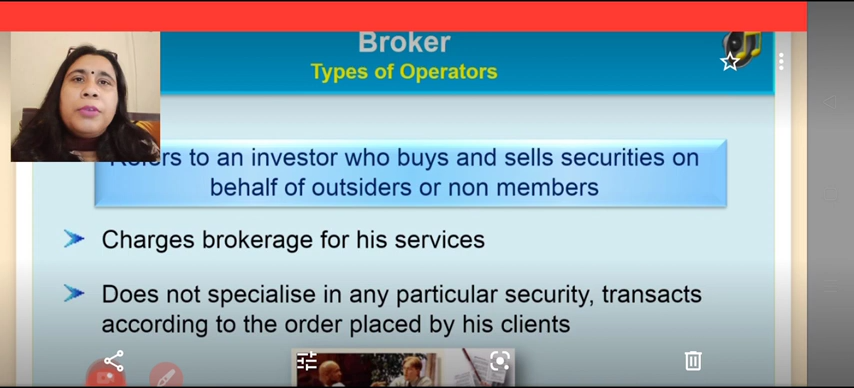 Broker
Types of Operators
to an investor who buys and sells securities on
behalf of outsiders or non members
Charges brokerage for his services
Does not specialise in any particular security, transacts
according to the order placed by his clients